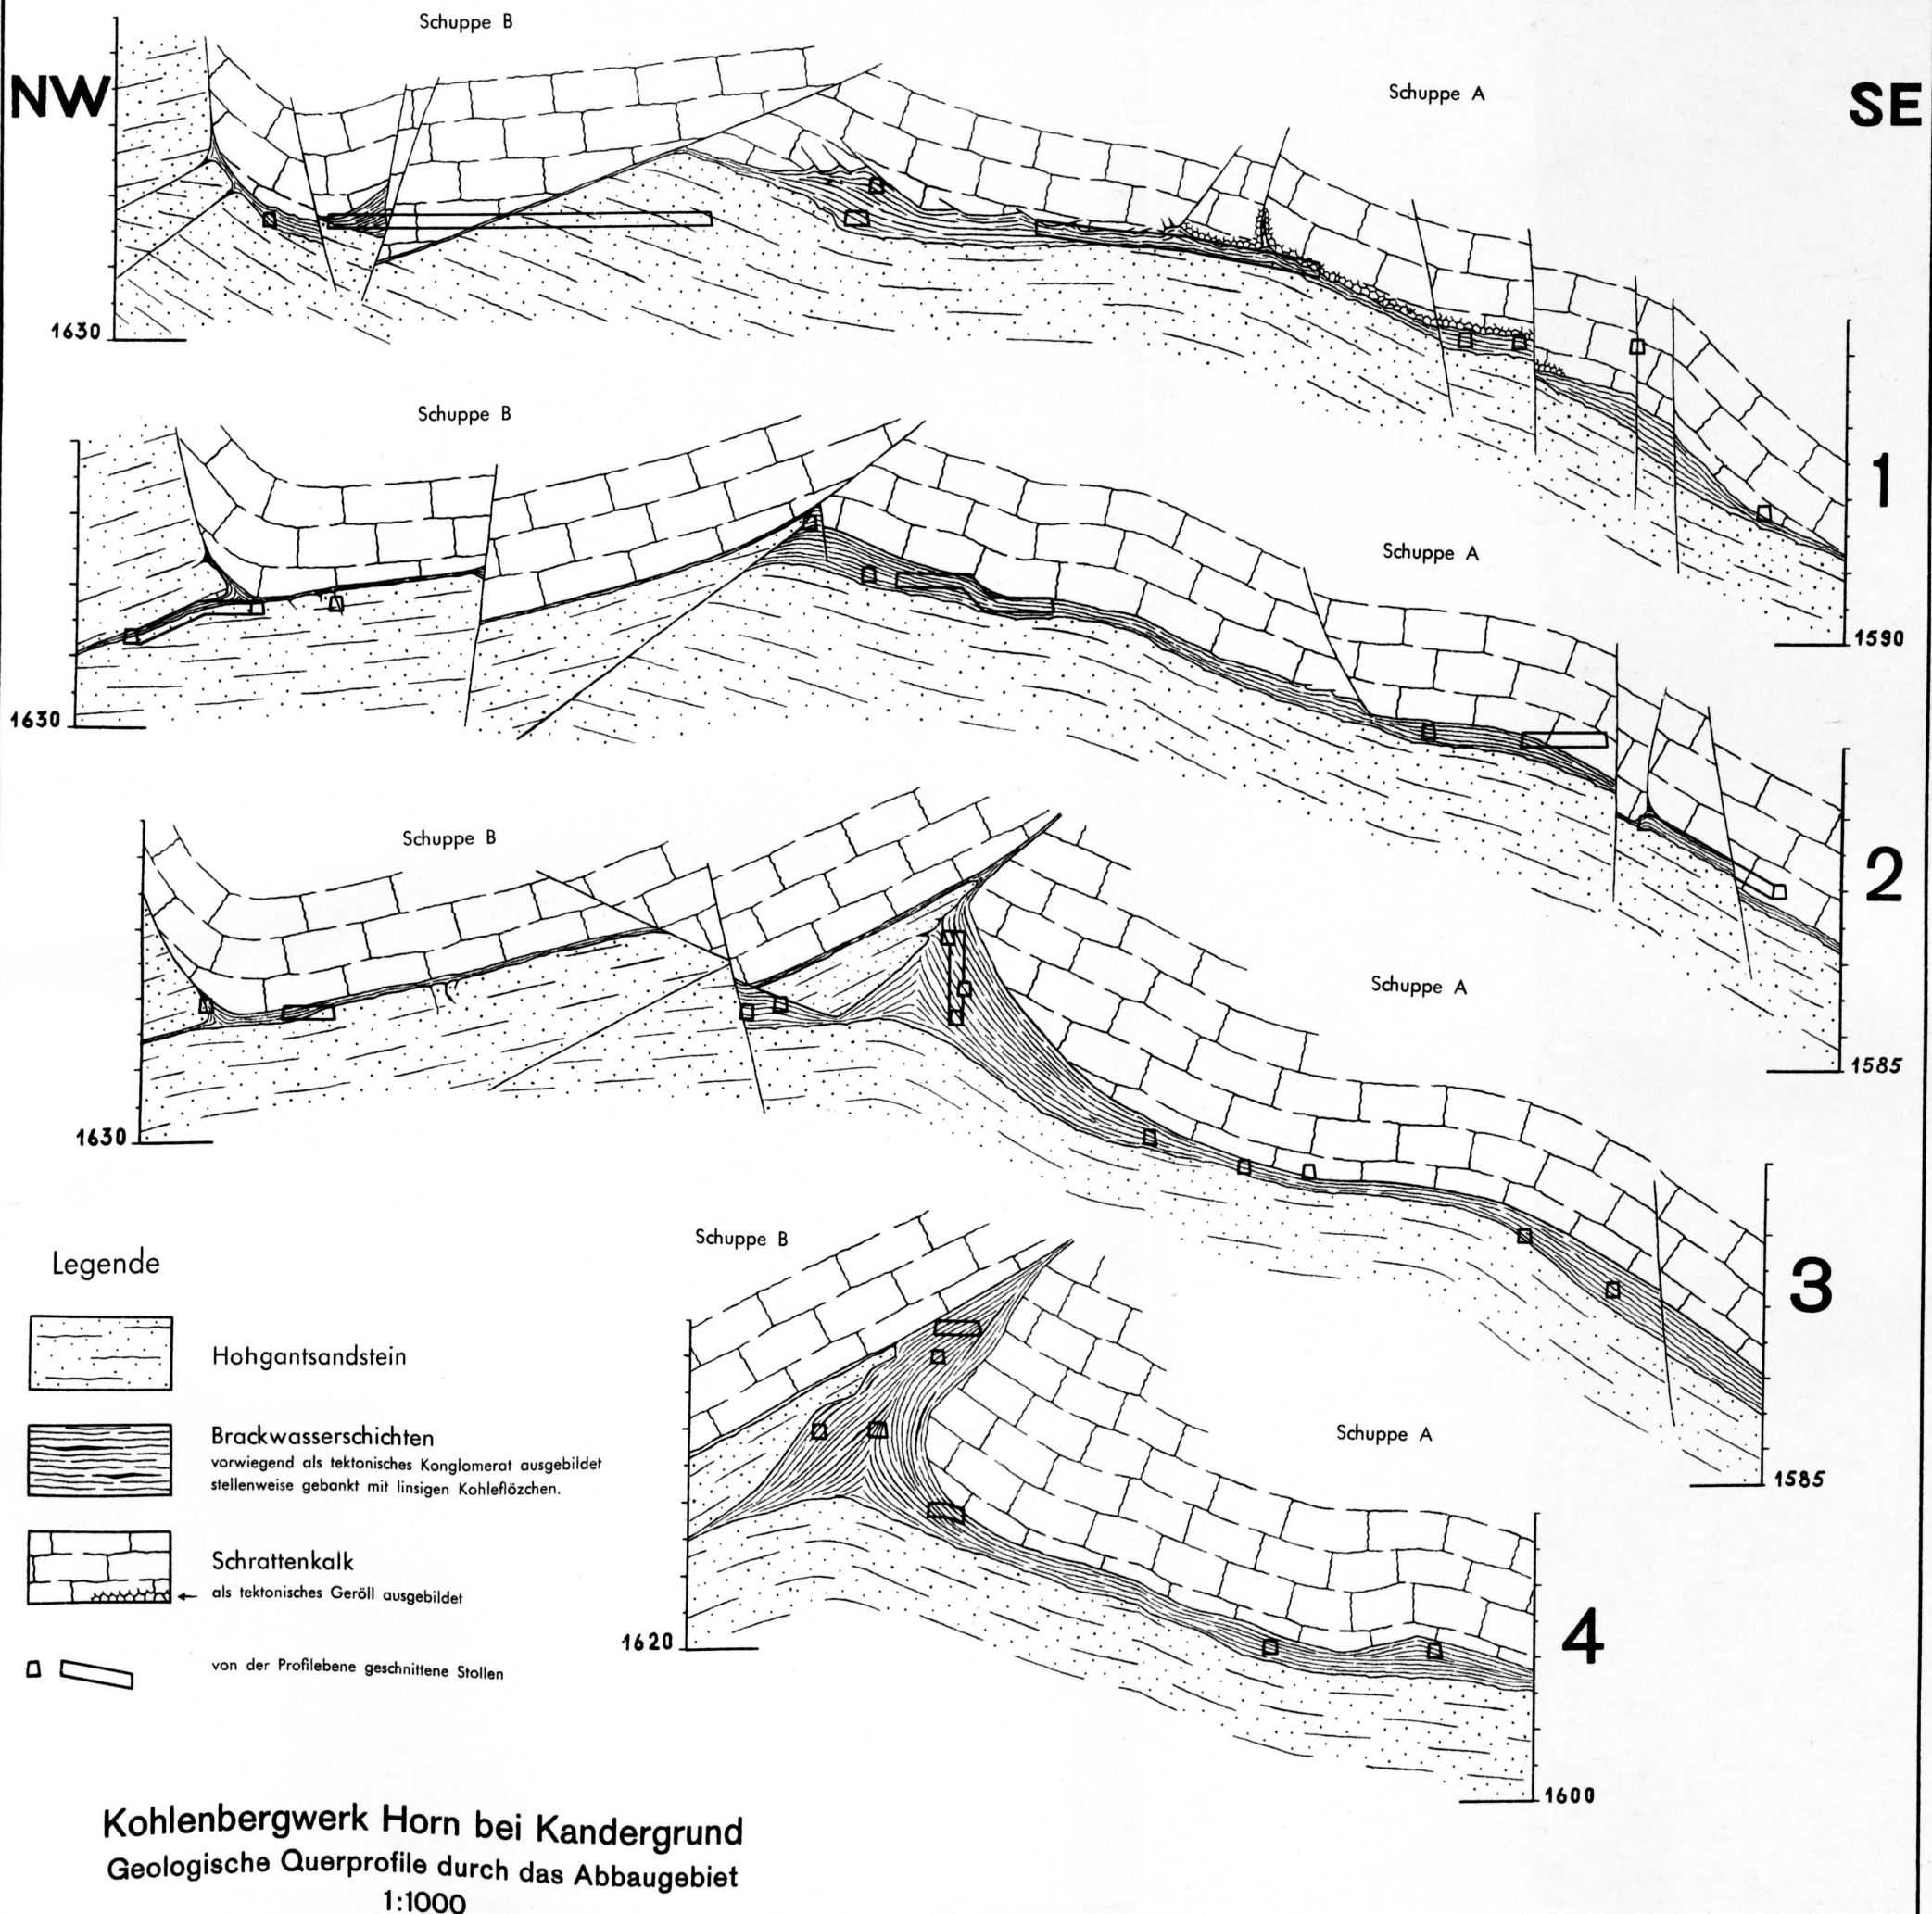 Schuppe B
NW
Schuppe A
SE
1630
1
1590
Schuppe B
Schuppe A
1630
2
1585
Schuppe B
Schuppe A
1630
3
1585
Schuppe B
Schuppe A
1620
4
1600
Legende
Hohgantsandstein
Brackwasserschichten
vorwiegend als tektonisches Konglomerat ausgebildet
stellenweise gebankt mit linsigen Kohleflözchen.
Schrattenkalk
als tektonisches Geröll ausgebildet
von der Profilebene geschnittene Stollen
Kohlenbergwerk Horn bei Kandergrund
Geologische Querprofile durch das Abbaugebiet
1:1000